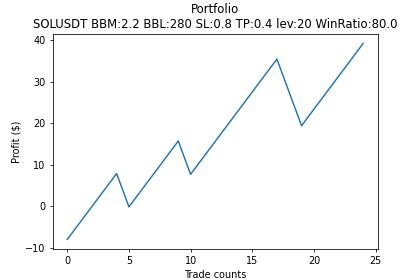 Portfolio
SOLUSDT BBM:2.2 BBL:280 SL:0.8 TP:0.4 lev:20 WinRatio:80.0
40
30
20
10
0
−10
Profit ($)
0 5 10 15 20 25
Trade counts